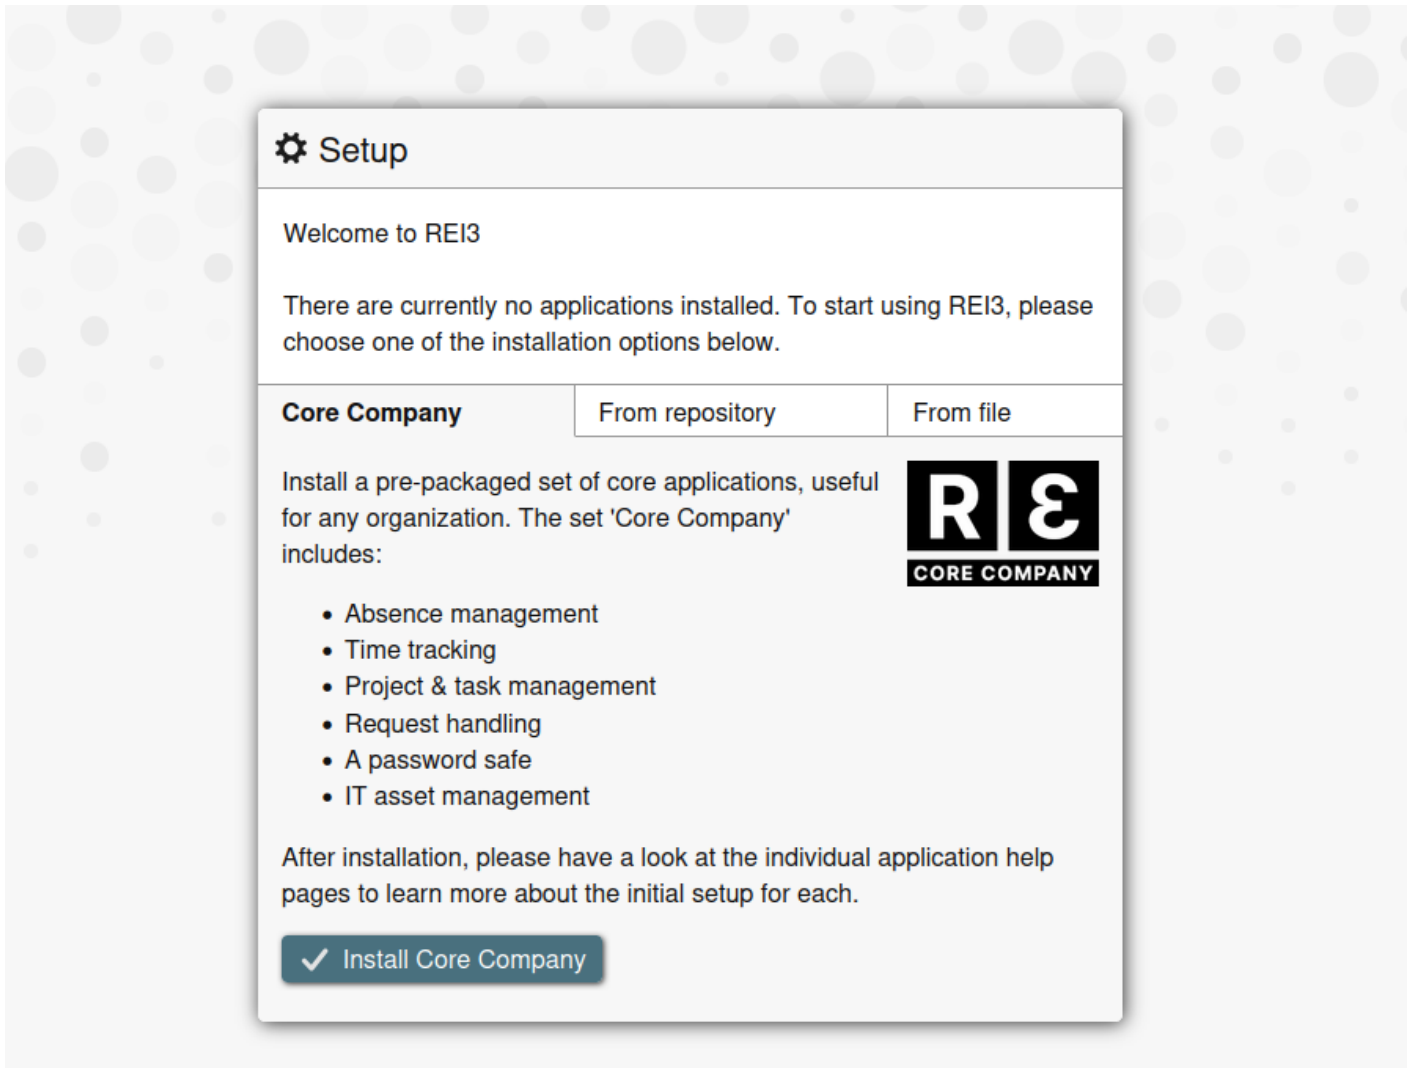 Setup
Welcome to REI3
There are currently no applications installed. To start using REI3, please
choose one of the installation options below.
Core Company
From repository
From file
Install a pre-packaged set of core applications, useful
for any organization. The set 'Core Company'
includes:
RE
CORE COMPANY
• Absence management
• Time tracking
• Project & task management
• Request handling
• A password safe
• IT asset management
After installation, please have a look at the individual application help
pages to learn more about the initial setup for each.
Install Core Company